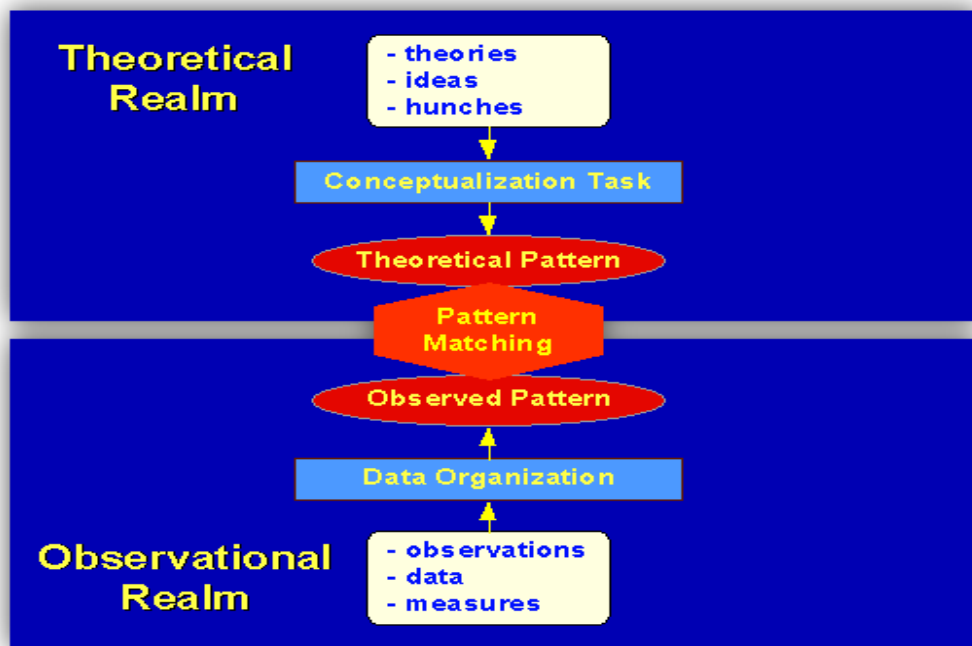 Theoretical
Realm
- theories
- ideas
- hunches
Conceptualization Task
Theoretical Pattern
Pattern
Matching
Observed Pattern
Data Organization
Observational
Realm
- observations
- data
- measures